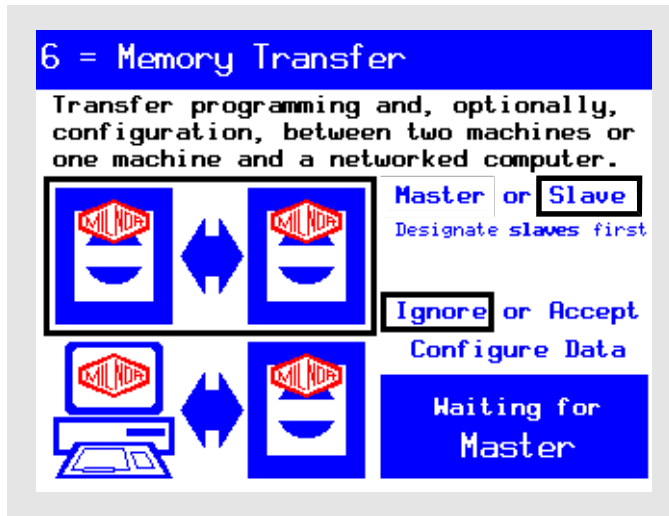 6 = Memory Transfer
Transfer programming and, optionally,
configuration, between two machines or
one machine and a networked computer.
MILNOR
MILNOR
Master or Slave
Designate slaves first
Ignore or Accept
Configure Data
MILNOR
MILNOR
Waiting for
Master